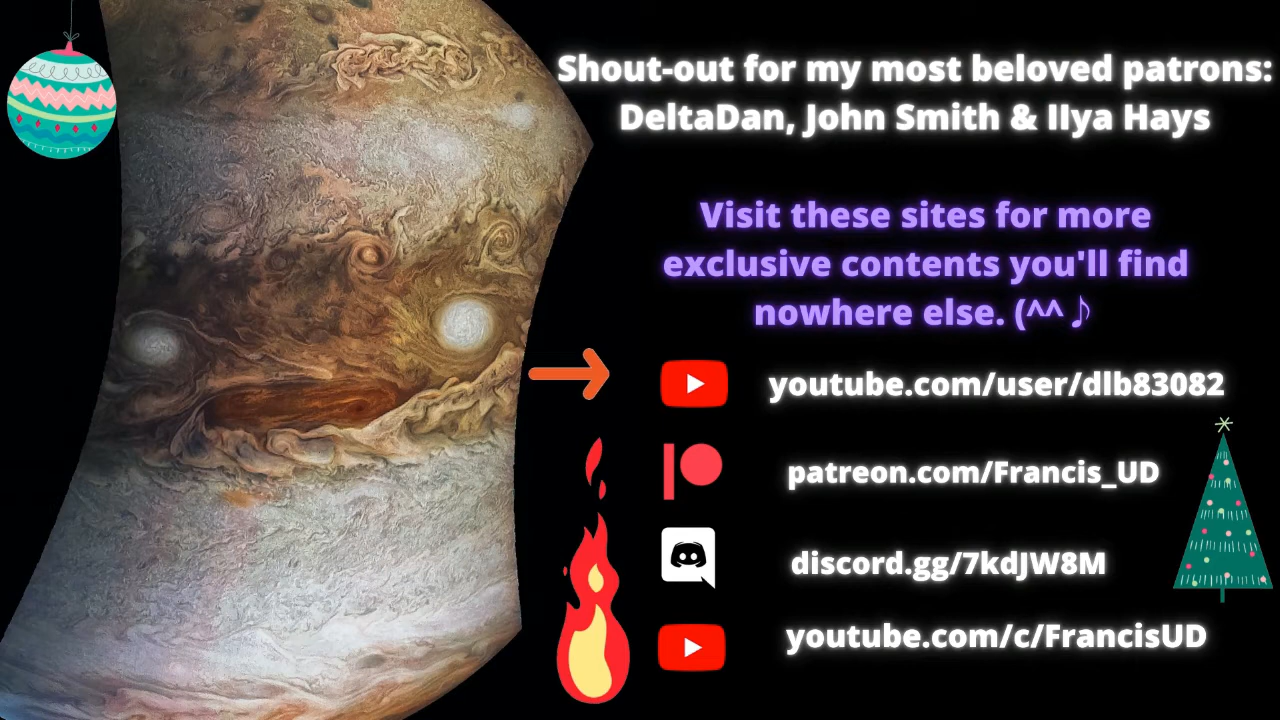 Shout-out for my most beloved patrons:
DeltaDan, John Smith & Ilya Hays
Visit these sites for more
exclusive contents you'll find
nowhere else. (^^♪
youtube.com/user/dlb83082
patreon.com/Francis_UD
discord.gg/7kdJW8M
youtube.com/c/FrancisUD